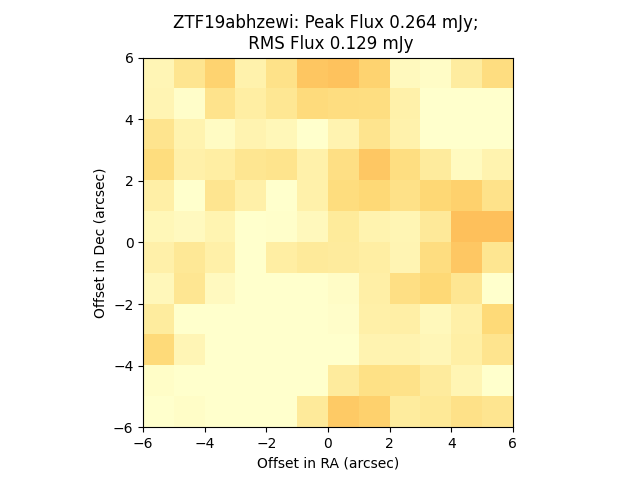 ZTF19abhzewi: Peak Flux 0.264 mJy;
RMS Flux 0.129 mJy
6
4
2
0
−2
−4
−6
Offset in Dec (arcsec)
−6 −4 −2 0 2 4 6
Offset in RA (arcsec)